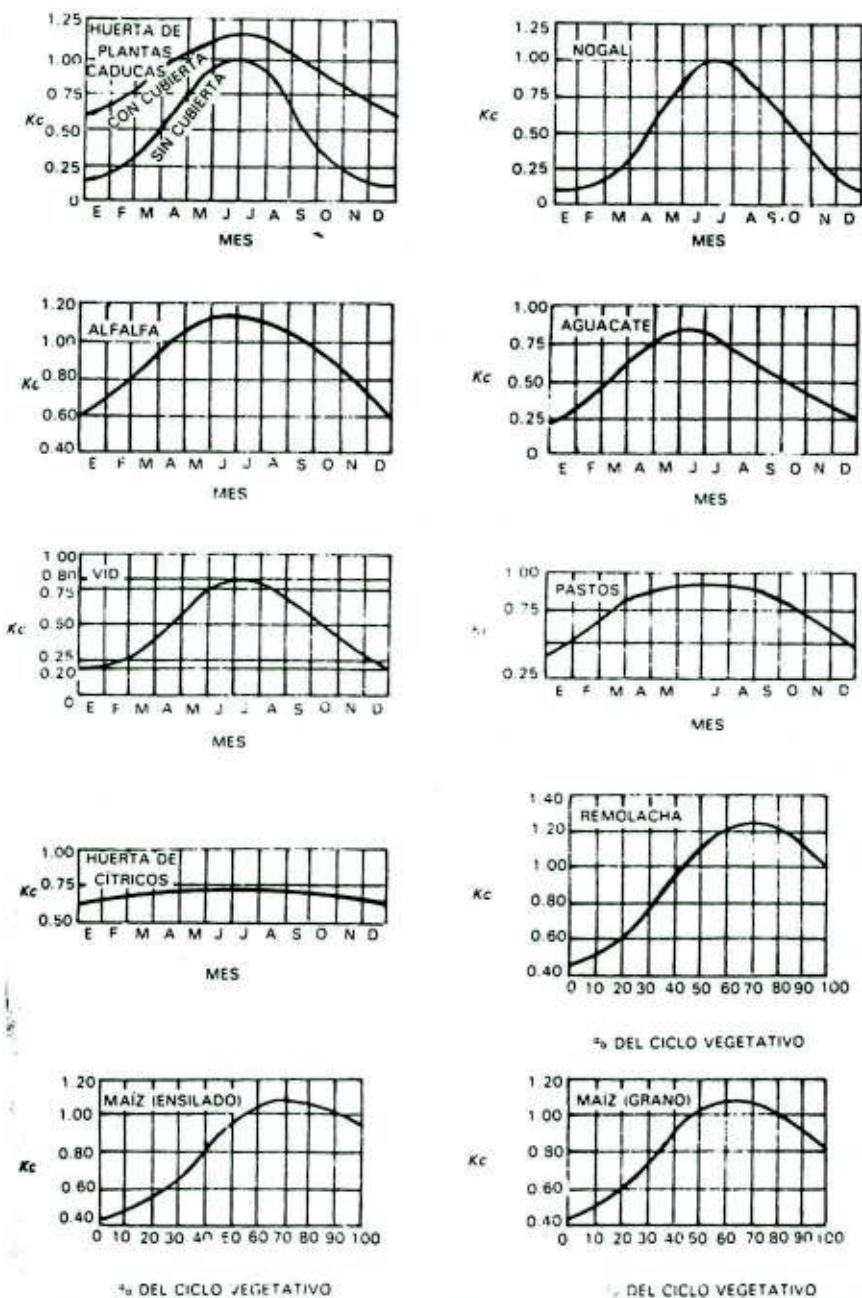 HUERTA DE
PLANTAS
CADUCAS
CON CUBIERTA
SIN CUBIERTA
1.25
1.00
0.75
Kc
0.50
0.25
0
E F M A M J J A S O N D
MES
NOGAL
1.25
1.00
0.75
Kc
0.50
0.25
0
E F M A M J J A S O N D
MES
ALFALFA
1.20
1.00
Kc 0.80
0.60
0.40
E F M A M J J A S O N D
MES
AGUACATE
1.00
0.75
Kc 0.50
0.25
0
E F M A M J J A S O N D
MES
VID
1 00
0 80
0.75
Kc 0.50
0.25
0.20
0
E F M A M J J A S O N D
MES
PASTOS
1 00
0.75
0.25
E F M A M J A S O N D
MES
HUERTA DE
CÍTRICOS
1.00
Kc 0.75
0.50
E F M A M J J A S O N D
MES
REMOLACHA
1.40
1.20
1.00
Kc
0.80
0.60
0.40
0 10 20 30 40 50 60 70 80 90 100
% DEL CICLO VEGETATIVO
MAÍZ (ENSILADO)
1.20
1.00
Kc 0.80
0.60
0.40
0 10 20 30 40 50 60 70 80 90 100
% DEL CICLO VEGETATIVO
MAIZ (GRANO)
1.20
1.00
Kc 0.80
0.60
0.40
0 10 20 30 40 50 60 70 80 90 100
DEL CICLO VEGETATIVO